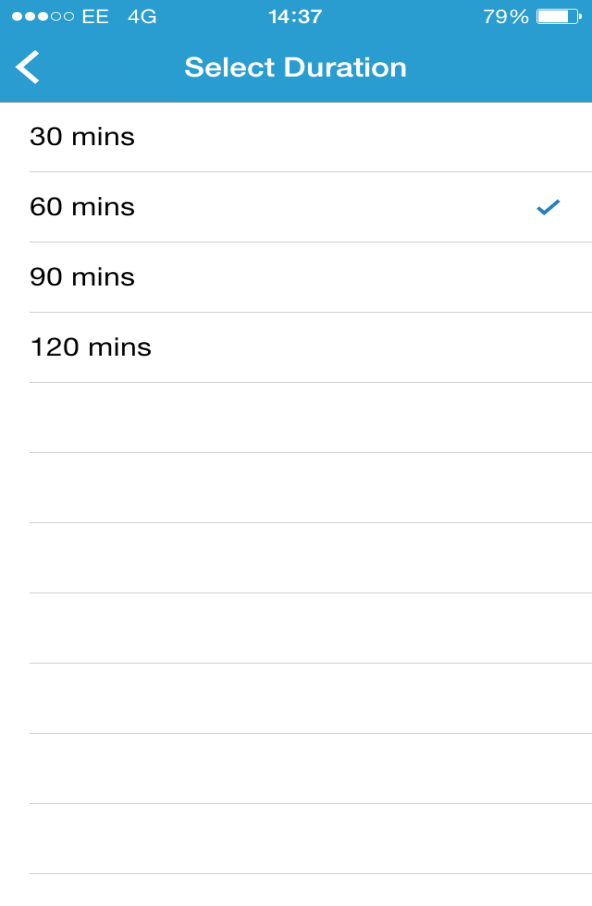 EE 4G 14:37 79%
Select Duration
30 mins
60 mins
90 mins
120 mins